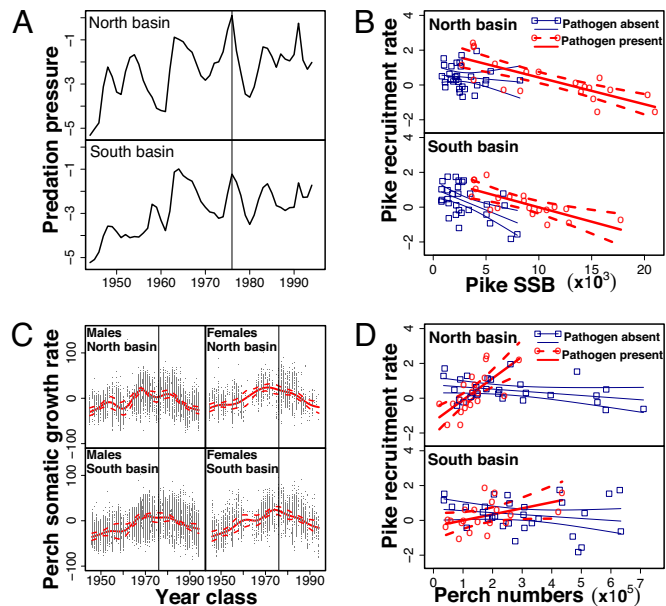 A
North basin
-1
-3
-5
South basin
-1
-3
-5
Predation pressure
1950 1960 1970 1980 1990
B
North basin
Pathogen absent
Pathogen present
4
2
0
-2
South basin
4
2
0
-2
Pike recruitment rate
0 5 10 15 20
Pike SSB (x10³)
C
Males
North basin
Females
North basin
Males
South basin
Females
South basin
100
0
100
-1
100
0
Perch somatic growth rate
1950 1970 1990 1950 1970 1990
Year class
D
North basin
Pathogen absent
Pathogen present
4
2
0
-2
South basin
4
2
0
-2
Pike recruitment rate
0 1 2 3 4 5 6 7
Perch numbers (x10⁵)